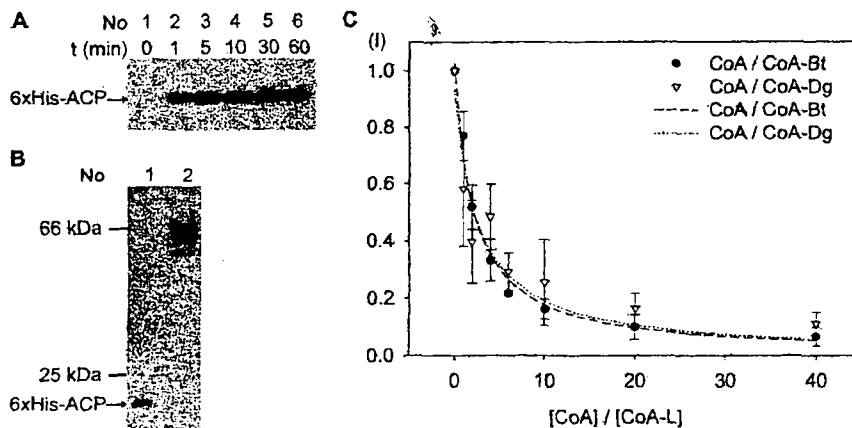 A
No 1 2 3 4 5 6
t (min) 0 1 5 10 30 60
6xHis-ACP
B
No 1 2
66 kDa
25 kDa
6xHis-ACP
C
(I)
1.0
0.8
0.6
0.4
0.2
0.0
CoA / CoA-Bt
CoA / CoA-Dg
CoA / CoA-Bt
CoA / CoA-Dg
0 10 20 30 40
[CoA] / [CoA-L]